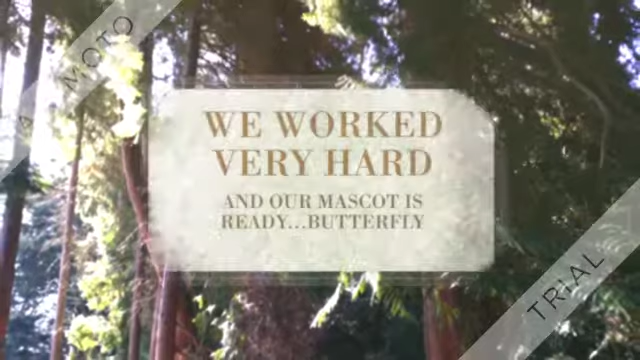 MOTO
WE WORKED
VERY HARD
AND OUR MASCOT IS
READY...BUTTERFLY
TRIAL